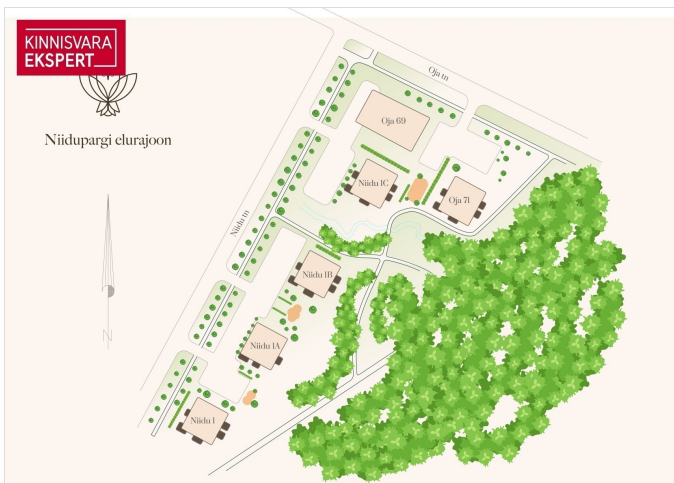 KINNISVARA
EKSPERT
Niidupargi elurajoon
Oja tn
Oja 69
Niidu 1C
Oja 71
Niidu tn
Niidu 1B
Niidu 1A
Niidu 1
N